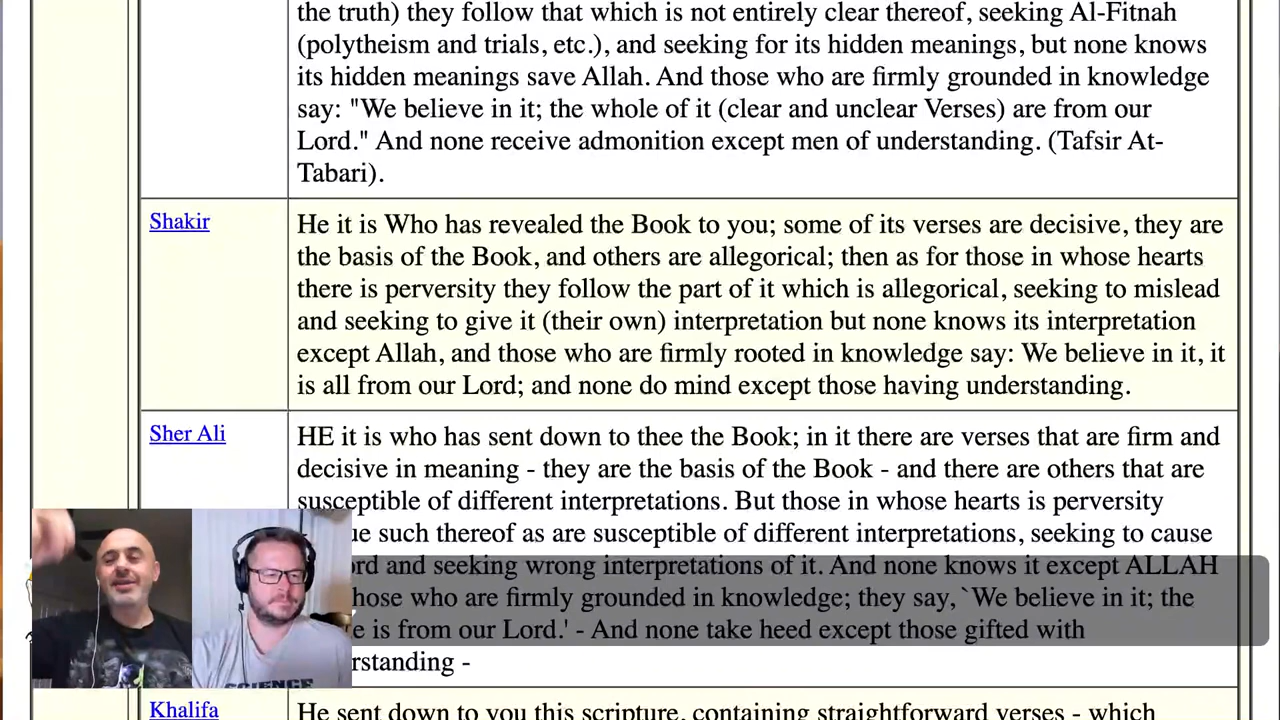 the truth) they follow that which is not entirely clear thereof, seeking Al-Fitnah
(polytheism and trials, etc.), and seeking for its hidden meanings, but none knows
its hidden meanings save Allah. And those who are firmly grounded in knowledge
say: "We believe in it; the whole of it (clear and unclear Verses) are from our
Lord." And none receive admonition except men of understanding. (Tafsir At-
Tabari).
Shakir
He it is Who has revealed the Book to you; some of its verses are decisive, they are
the basis of the Book, and others are allegorical; then as for those in whose hearts
there is perversity they follow the part of it which is allegorical, seeking to mislead
and seeking to give it (their own) interpretation but none knows its interpretation
except Allah, and those who are firmly rooted in knowledge say: We believe in it, it
is all from our Lord; and none do mind except those having understanding.
Sher Ali
HE it is who has sent down to thee the Book; in it there are verses that are firm and
decisive in meaning - they are the basis of the Book - and there are others that are
susceptible of different interpretations. But those in whose hearts is perversity
such thereof as are susceptible of different interpretations, seeking to cause
and seeking wrong interpretations of it. And none knows it except ALLAH
who are firmly grounded in knowledge; they say, `We believe in it; the
is from our Lord.' - And none take heed except those gifted with
-
SCIENCE
Khalifa
He sent down to you this scripture, containing straightforward verses - which